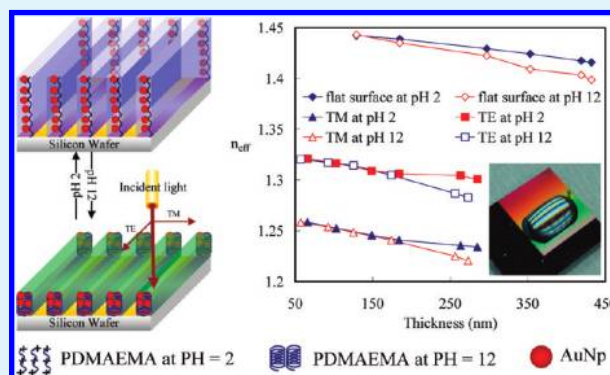 Silicon Wafer
pH 2
pH 12
Incident light
TM
TE
Silicon Wafer
n_eff
1.45
1.4
1.35
1.3
1.25
1.2
flat surface at pH 2
flat surface at pH 12
TM at pH 2
TE at pH 2
TM at pH 12
TE at pH 12
50 150 250 350 450
Thickness (nm)
PDMAEMA at PH = 2
PDMAEMA at PH = 12
AuNp